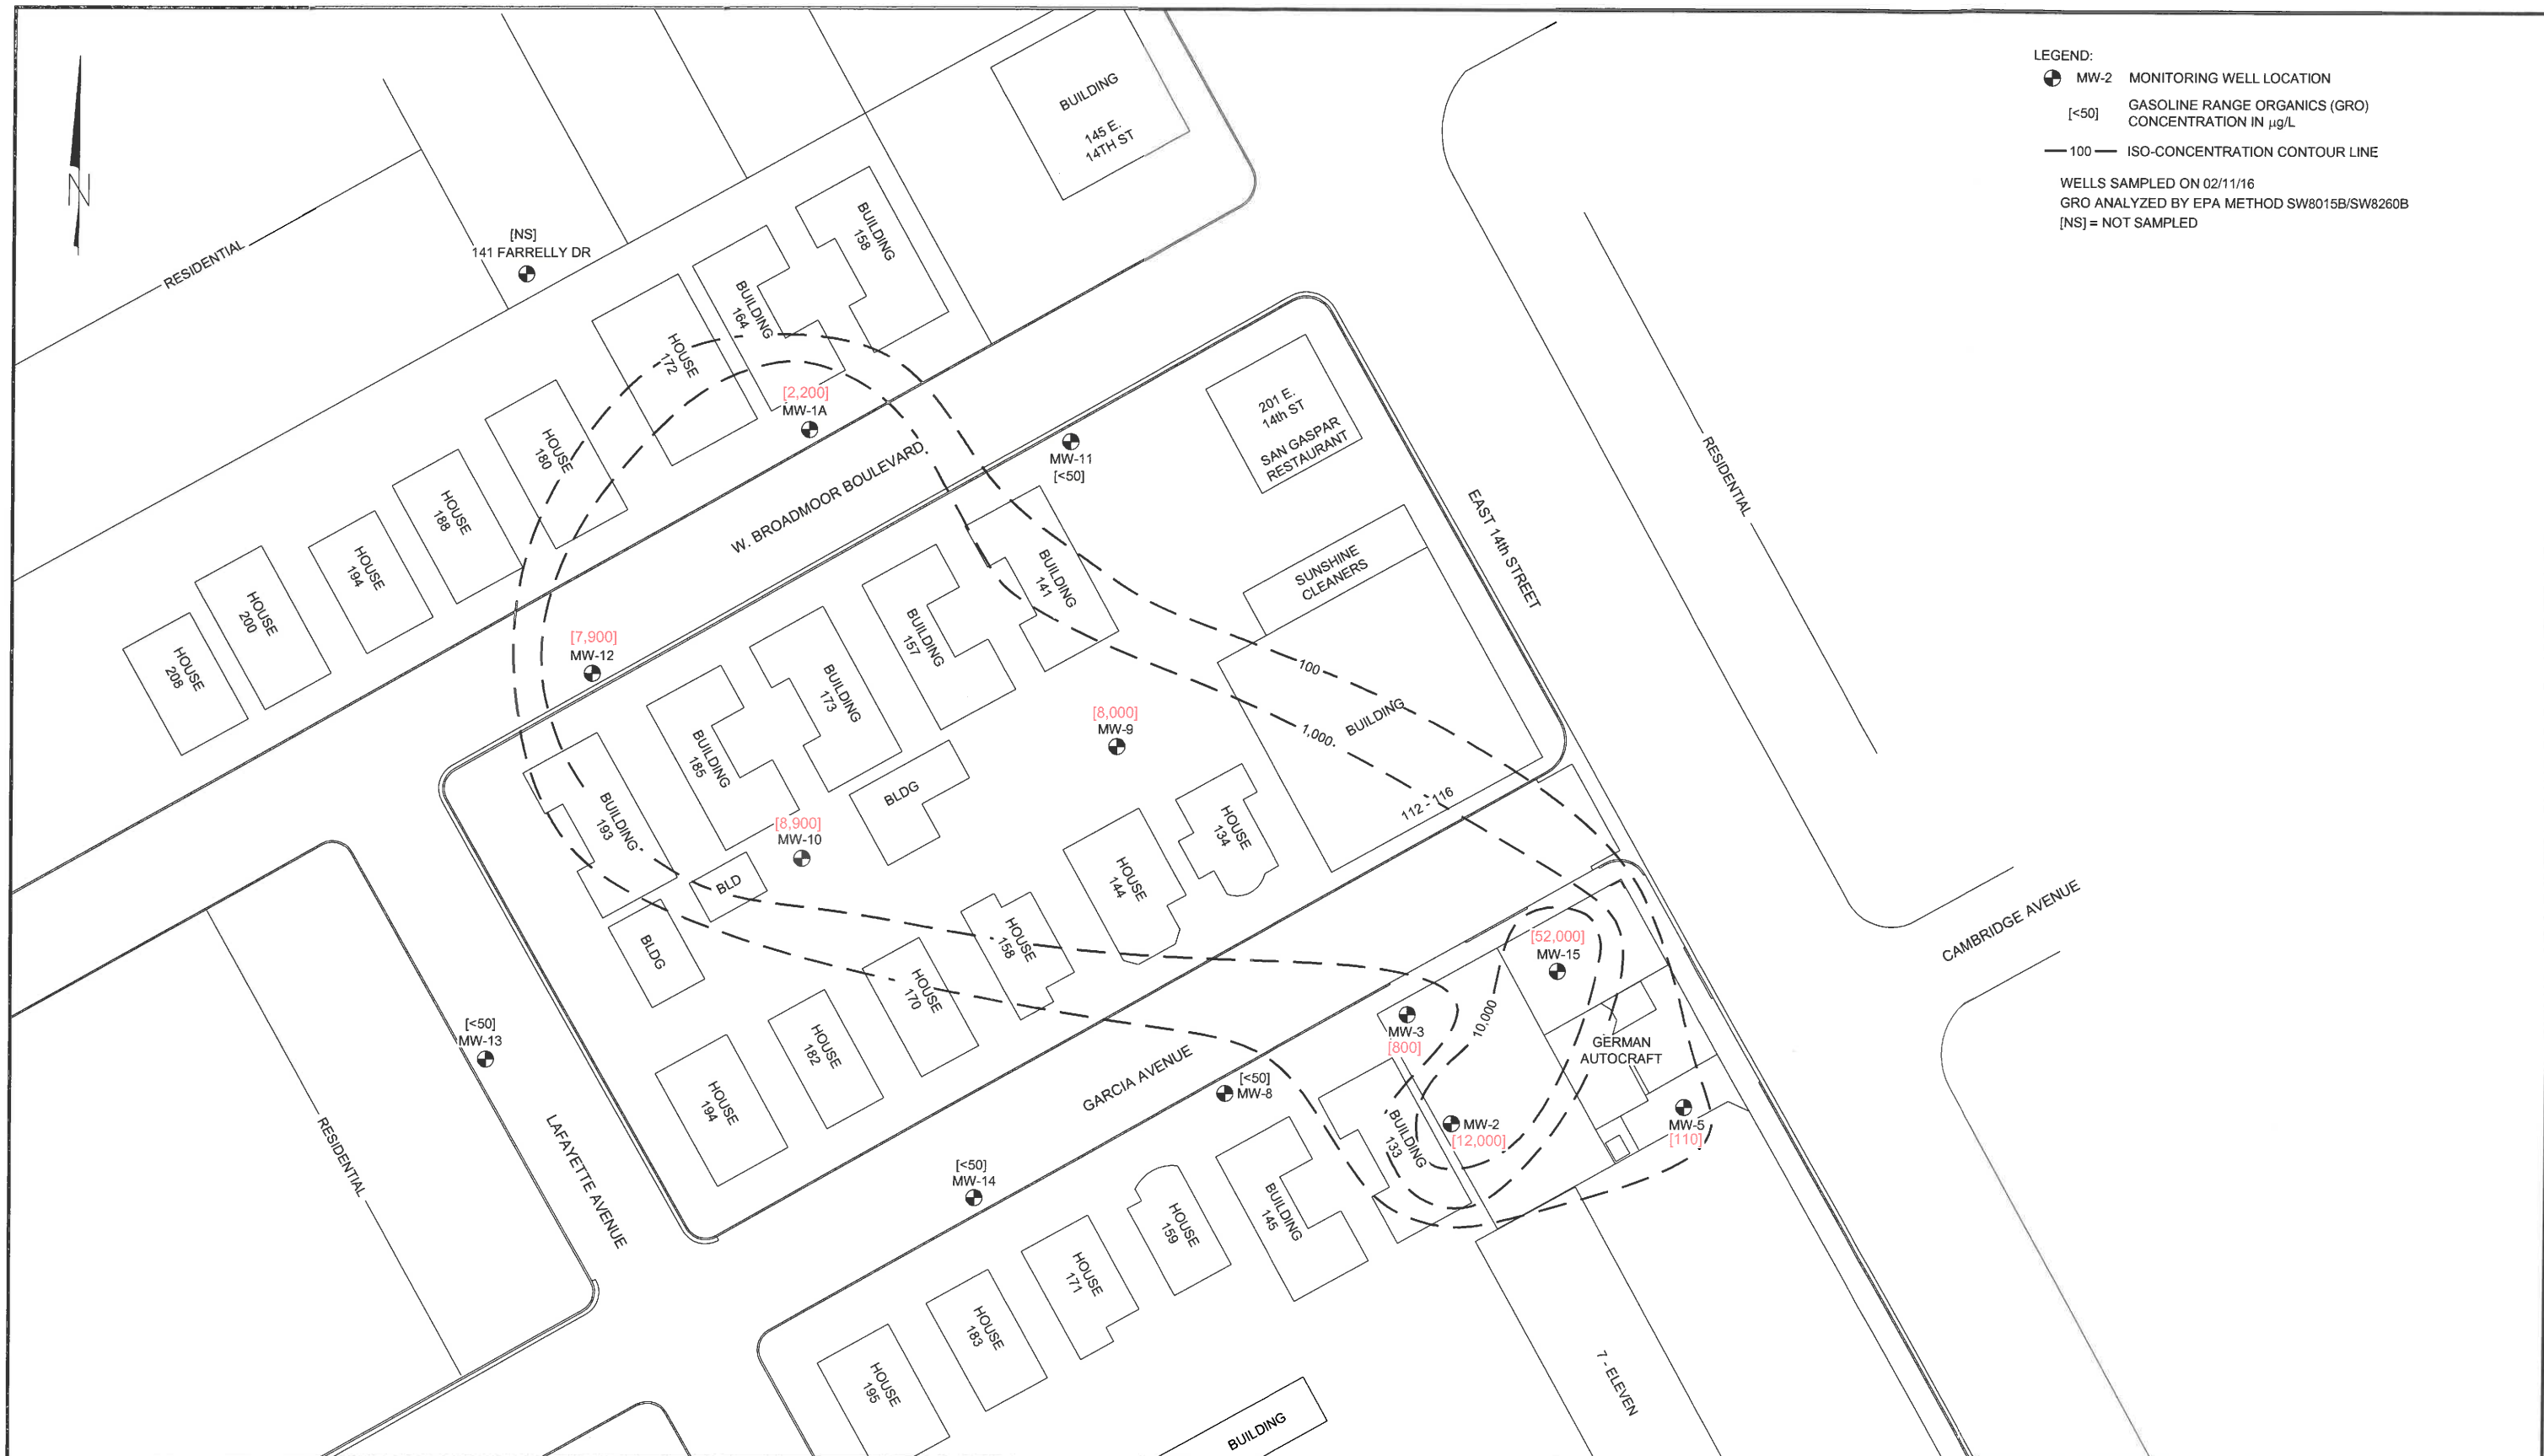 LEGEND:
MW-2 MONITORING WELL LOCATION
[<50] GASOLINE RANGE ORGANICS (GRO)
CONCENTRATION IN µg/L
100 ISO-CONCENTRATION CONTOUR LINE
WELLS SAMPLED ON 02/11/16
GRO ANALYZED BY EPA METHOD SW8015B/SW8260B
[NS] = NOT SAMPLED
N
BUILDING
145 E.
14TH ST
RESIDENTIAL
[NS]
141 FARRELLY DR
BUILDING
158
BUILDING
164
HOUSE
172
HOUSE
180
HOUSE
188
HOUSE
194
HOUSE
200
HOUSE
208
[2,200]
MW-1A
W. BROADMOOR BOULEVARD
MW-11
[<50]
201 E.
14th ST
SAN GASPAR
RESTAURANT
EAST 14th STREET
RESIDENTIAL
SUNSHINE
CLEANERS
BUILDING
141
BUILDING
157
BUILDING
173
BUILDING
185
BUILDING
193
[7,900]
MW-12
[8,000]
MW-9
100
1,000
BUILDING
112 - 116
BLDG
[8,900]
MW-10
BLD
BLDG
HOUSE
134
HOUSE
144
HOUSE
158
HOUSE
170
HOUSE
182
HOUSE
194
CAMBRIDGE AVENUE
[52,000]
MW-15
10,000
MW-3
[800]
GERMAN
AUTOCRAFT
[<50]
MW-13
GARCIA AVENUE
[<50]
MW-8
MW-2
[12,000]
MW-5
[110]
BUILDING
133
RESIDENTIAL
LAFAYETTE AVENUE
[<50]
MW-14
BUILDING
145
HOUSE
159
HOUSE
171
HOUSE
183
HOUSE
195
7 - ELEVEN
BUILDING